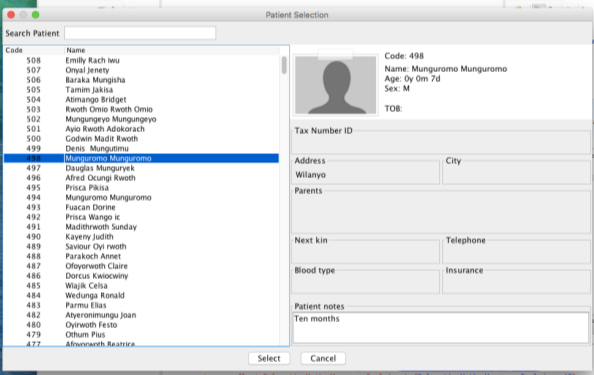 Patient Selection
Search Patient
Code Name
508 Emilly Rach iwu
507 Onyal Jenety
506 Baraka Mungisha
505 Tamim Jakisa
504 Atimango Bridget
503 Rwoth Omio Rwoth Omio
502 Mungungeyo Mungungeyo
501 Ayio Rwoth Adokorach
500 Godwin Madit Rwoth
499 Denis Mungutimu
498 Munguromo Munguromo
497 Dauglas Munguryek
496 Afred Ocungi Rwoth
495 Prisca Pikisa
494 Munguromo Munguromo
493 Fuacan Dorine
492 Prisca Wango ic
491 Madithrwoth Sunday
490 Kayeny Judith
489 Saviour Oyi rwoth
488 Parakoch Annet
487 Ofoyorwoth Claire
486 Dorcus Kwiocwiny
485 Wiajik Celsa
484 Wedunga Ronald
483 Parmu Elias
482 Atyeronimungu Joan
480 Oyirwoth Festo
479 Othum Pius
477 Afoyorwoth Beatrice
Code: 498
Name: Munguromo Munguromo
Age: 0y 0m 7d
Sex: M
TOB:
Tax Number ID
Address City
Wilanyo
Parents
Next kin Telephone
Blood type Insurance
Patient notes
Ten months
Select Cancel